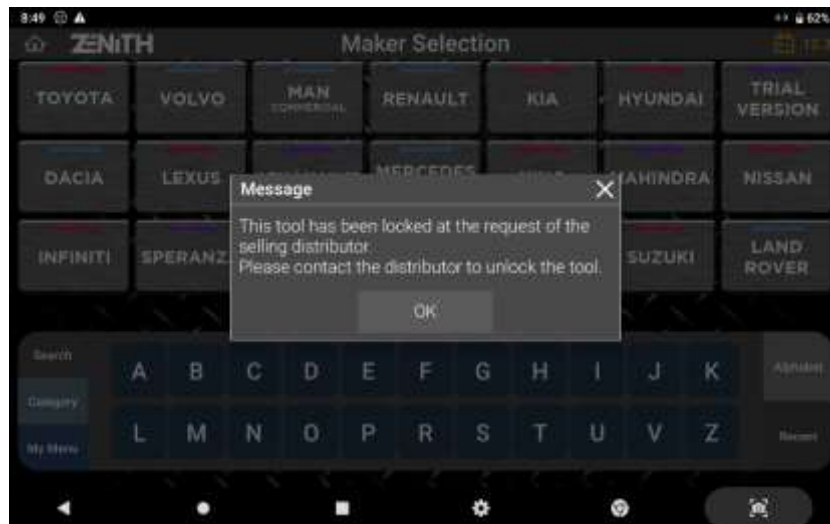 8:49
62%
ZENITH
Maker Selection
TOYOTA
VOLVO
MAN
COMMERCIAL
RENAULT
KIA
HYUNDAI
TRIAL
VERSION
DACIA
LEXUS
MERCEDES
MAHINDRA
NISSAN
INFINITI
SPERANZ
SUZUKI
LAND
ROVER
Message
This tool has been locked at the request of the
selling distributor.
Please contact the distributor to unlock the tool.
OK
Search
Category
My Menu
A B C D E F G H I J K
L M N O P R S T U V Z
Alphabet
Recent